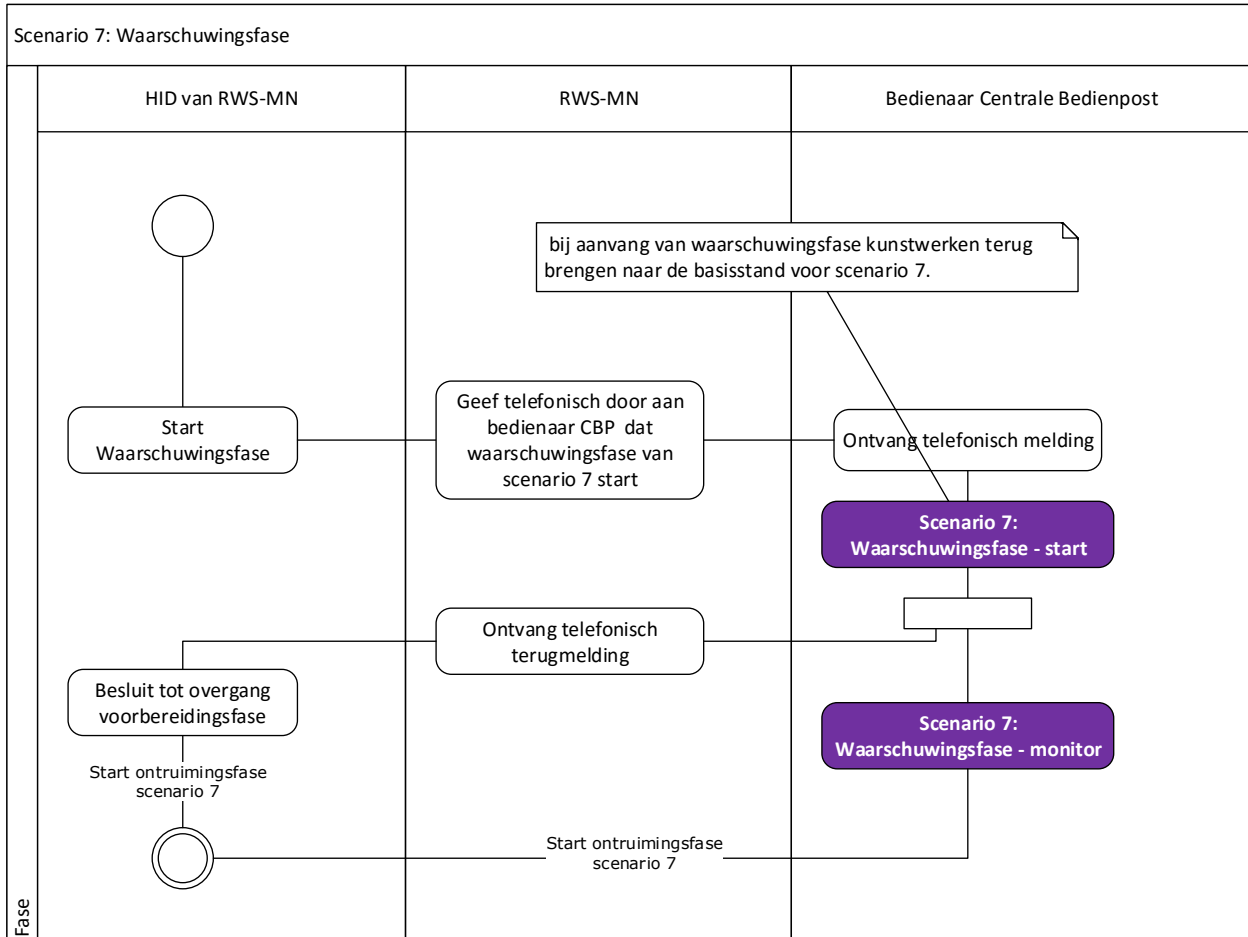 Scenario 7: Waarschuwingsfase
HID van RWS-MN
RWS-MN
Bedienaar Centrale Bedienpost
bij aanvang van waarschuwingsfase kunstwerken terug
brengen naar de basisstand voor scenario 7.
Start
Waarschuwingsfase
Geef telefonisch door aan
bedienaar CBP dat
waarschuwingsfase van
scenario 7 start
Ontvang telefonisch melding
Scenario 7:
Waarschuwingsfase - start
Ontvang telefonisch
terugmelding
Besluit tot overgang
voorbereidingsfase
Scenario 7:
Waarschuwingsfase - monitor
Start ontruimingsfase
scenario 7
Start ontruimingsfase
scenario 7
Fase